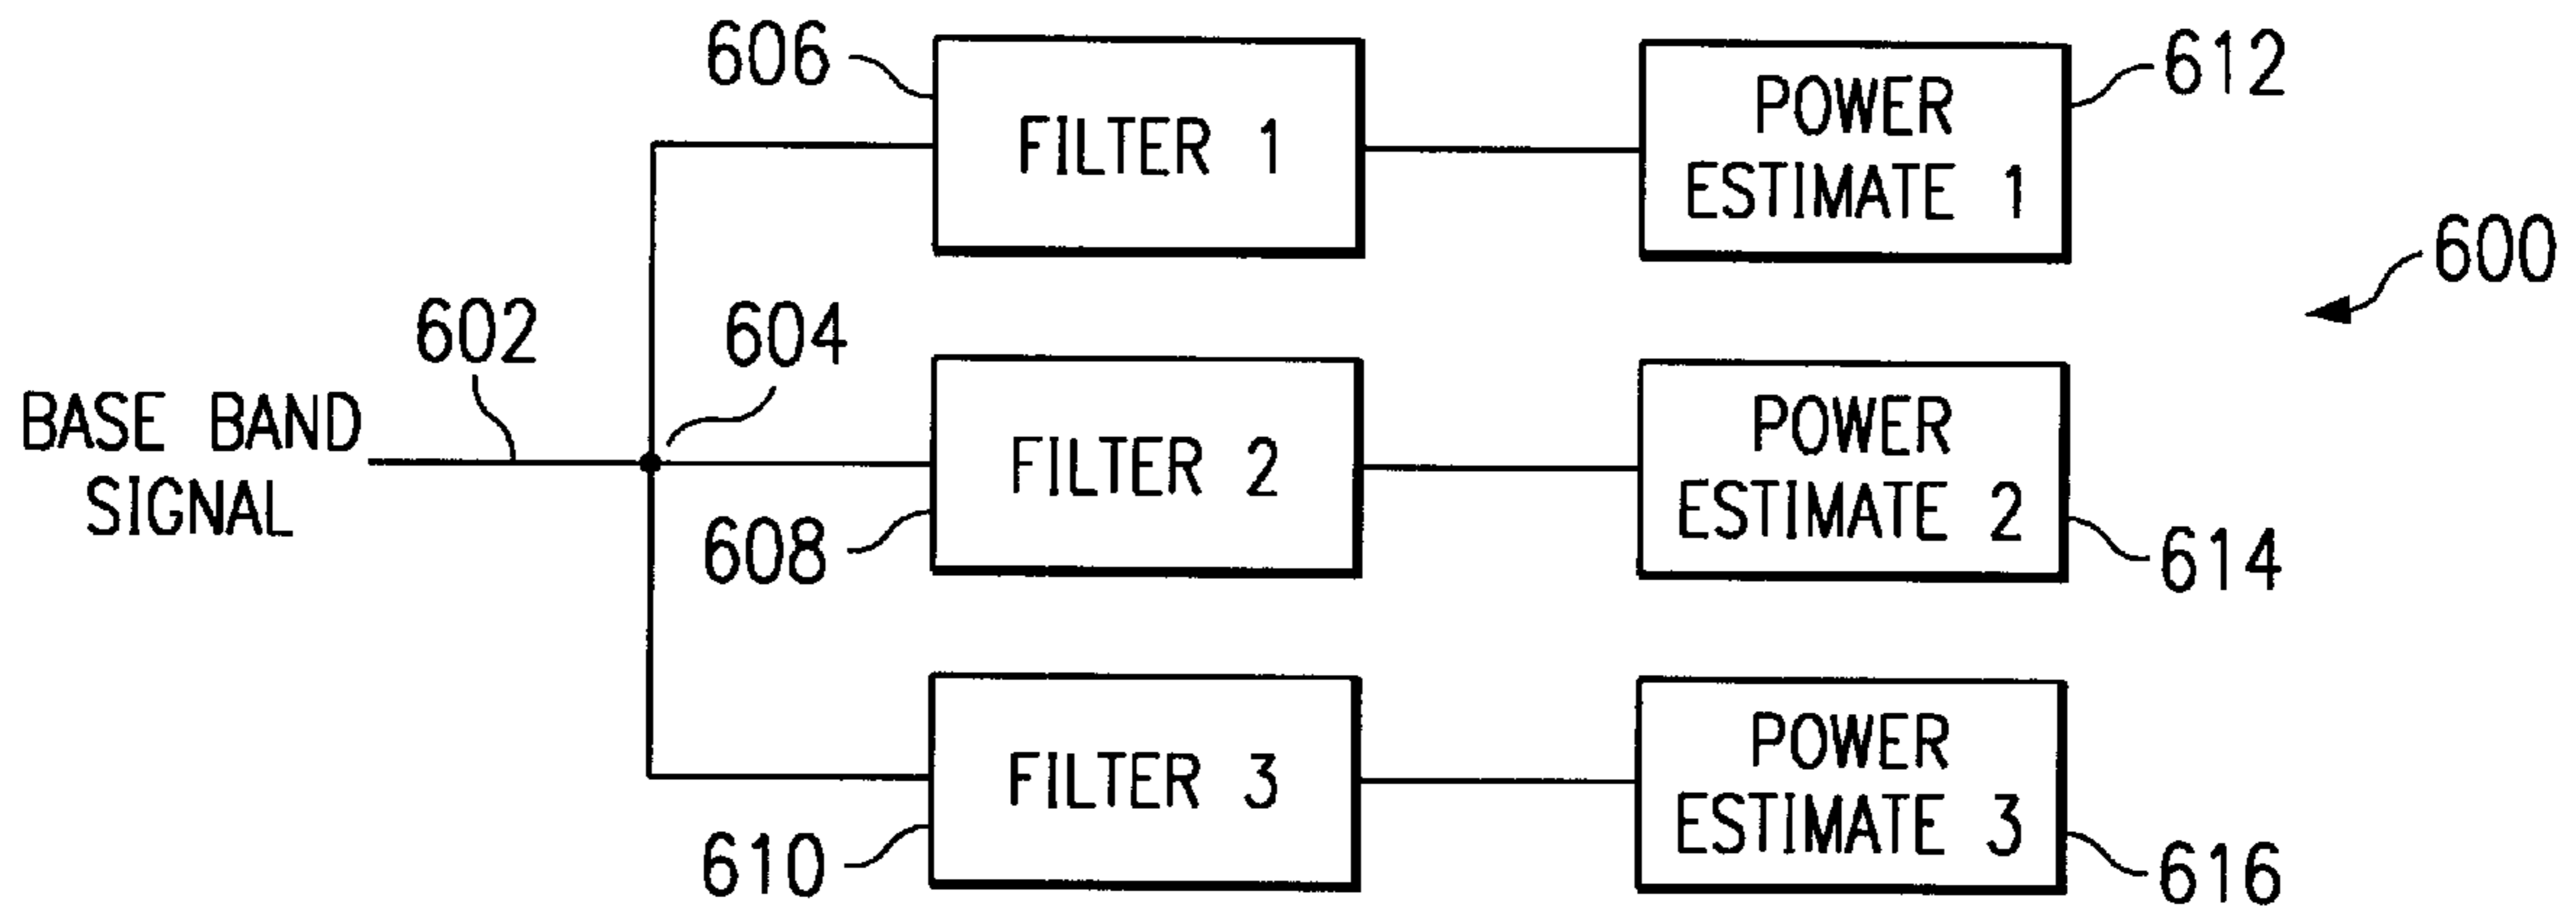 606
FILTER 1
POWER
ESTIMATE 1
612
600
BASE BAND
SIGNAL
602
604
608
FILTER 2
POWER
ESTIMATE 2
614
610
FILTER 3
POWER
ESTIMATE 3
616